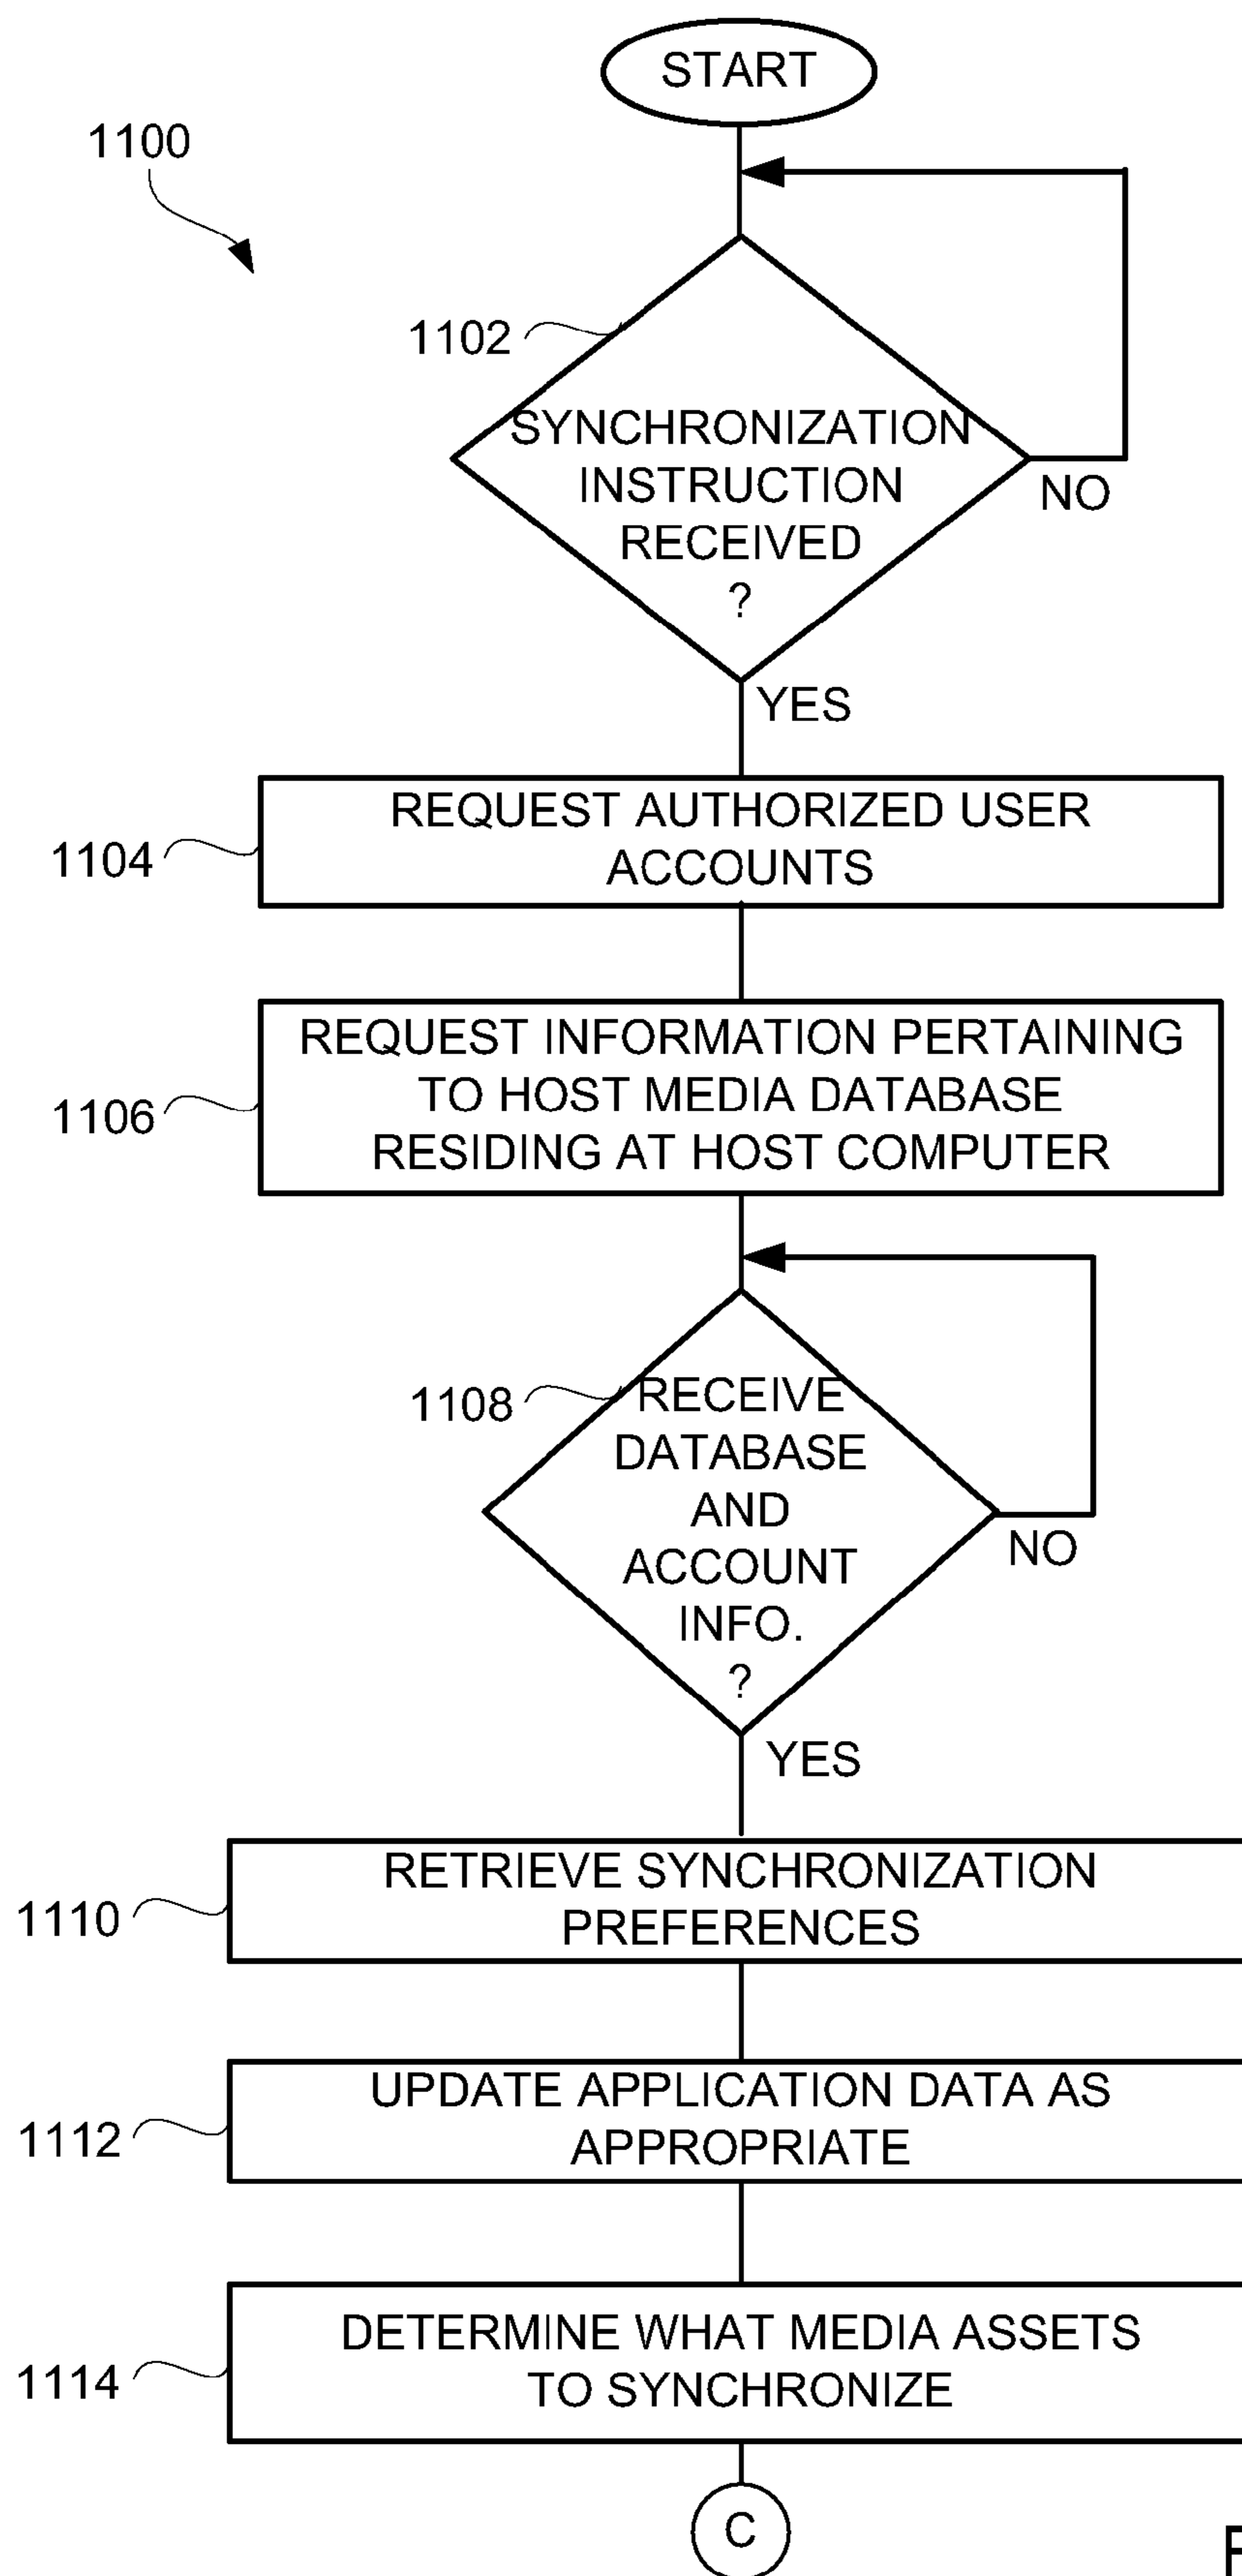 START
1100
1102
SYNCHRONIZATION
INSTRUCTION
RECEIVED
?
NO
YES
1104
REQUEST AUTHORIZED USER
ACCOUNTS
1106
REQUEST INFORMATION PERTAINING
TO HOST MEDIA DATABASE
RESIDING AT HOST COMPUTER
1108
RECEIVE
DATABASE
AND
ACCOUNT
INFO.
?
NO
YES
1110
RETRIEVE SYNCHRONIZATION
PREFERENCES
1112
UPDATE APPLICATION DATA AS
APPROPRIATE
1114
DETERMINE WHAT MEDIA ASSETS
TO SYNCHRONIZE
C